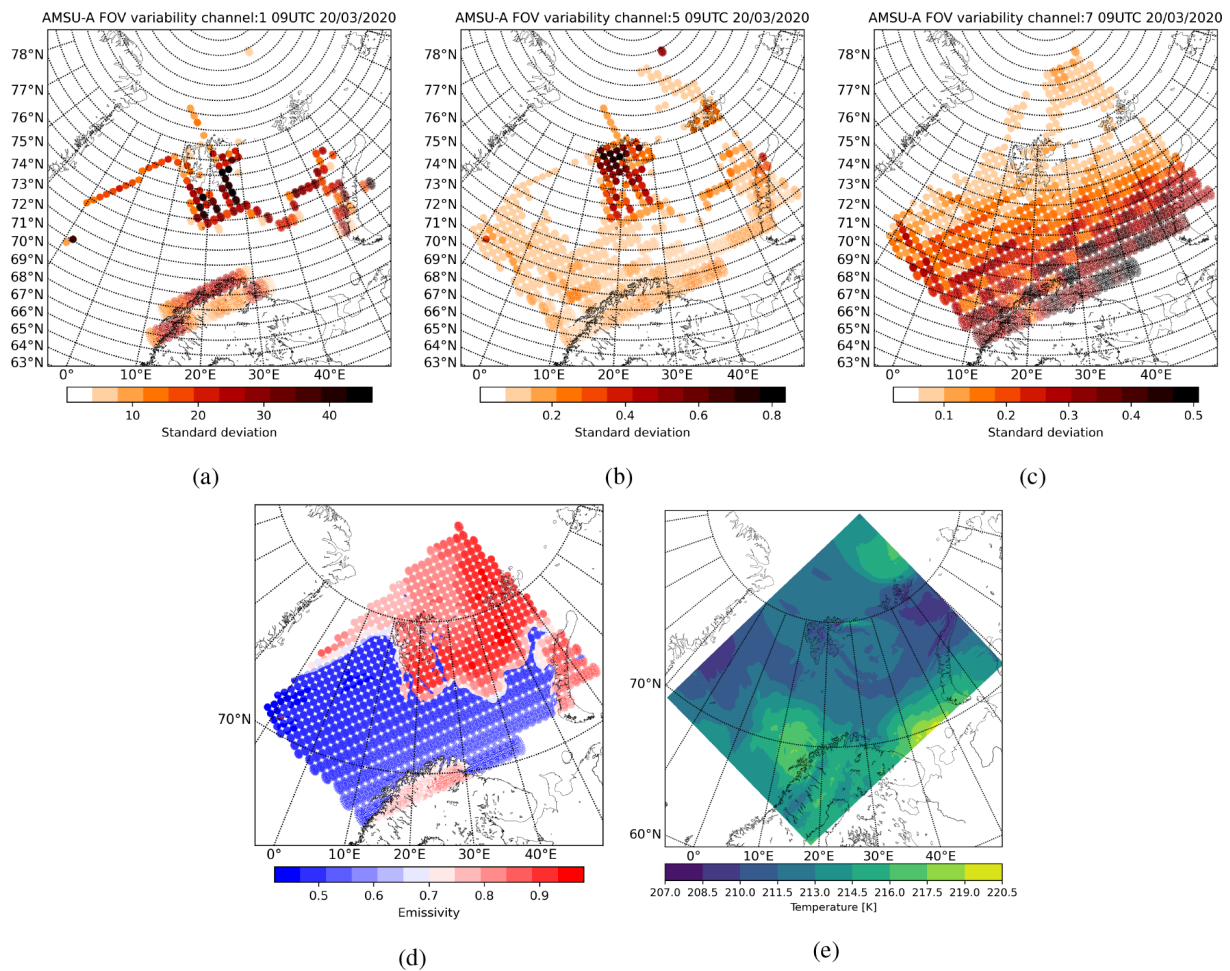 AMSU-A FOV variability channel:1 09UTC 20/03/2020
78°N
77°N
76°N
75°N
74°N
73°N
72°N
71°N
70°N
69°N
68°N
67°N
66°N
65°N
64°N
63°N
0° 10°E 20°E 30°E 40°E
10 20 30 40
Standard deviation
(a)
AMSU-A FOV variability channel:5 09UTC 20/03/2020
78°N
77°N
76°N
75°N
74°N
73°N
72°N
71°N
70°N
69°N
68°N
67°N
66°N
65°N
64°N
63°N
0° 10°E 20°E 30°E 40°E
0.2 0.4 0.6 0.8
Standard deviation
(b)
AMSU-A FOV variability channel:7 09UTC 20/03/2020
78°N
77°N
76°N
75°N
74°N
73°N
72°N
71°N
70°N
69°N
68°N
67°N
66°N
65°N
64°N
63°N
0° 10°E 20°E 30°E 40°E
0.1 0.2 0.3 0.4 0.5
Standard deviation
(c)
70°N
0° 10°E 20°E 30°E 40°E
0.5 0.6 0.7 0.8 0.9
Emissivity
(d)
70°N
60°N
0° 10°E 20°E 30°E 40°E
207.0 208.5 210.0 211.5 213.0 214.5 216.0 217.5 219.0 220.5
Temperature [K]
(e)